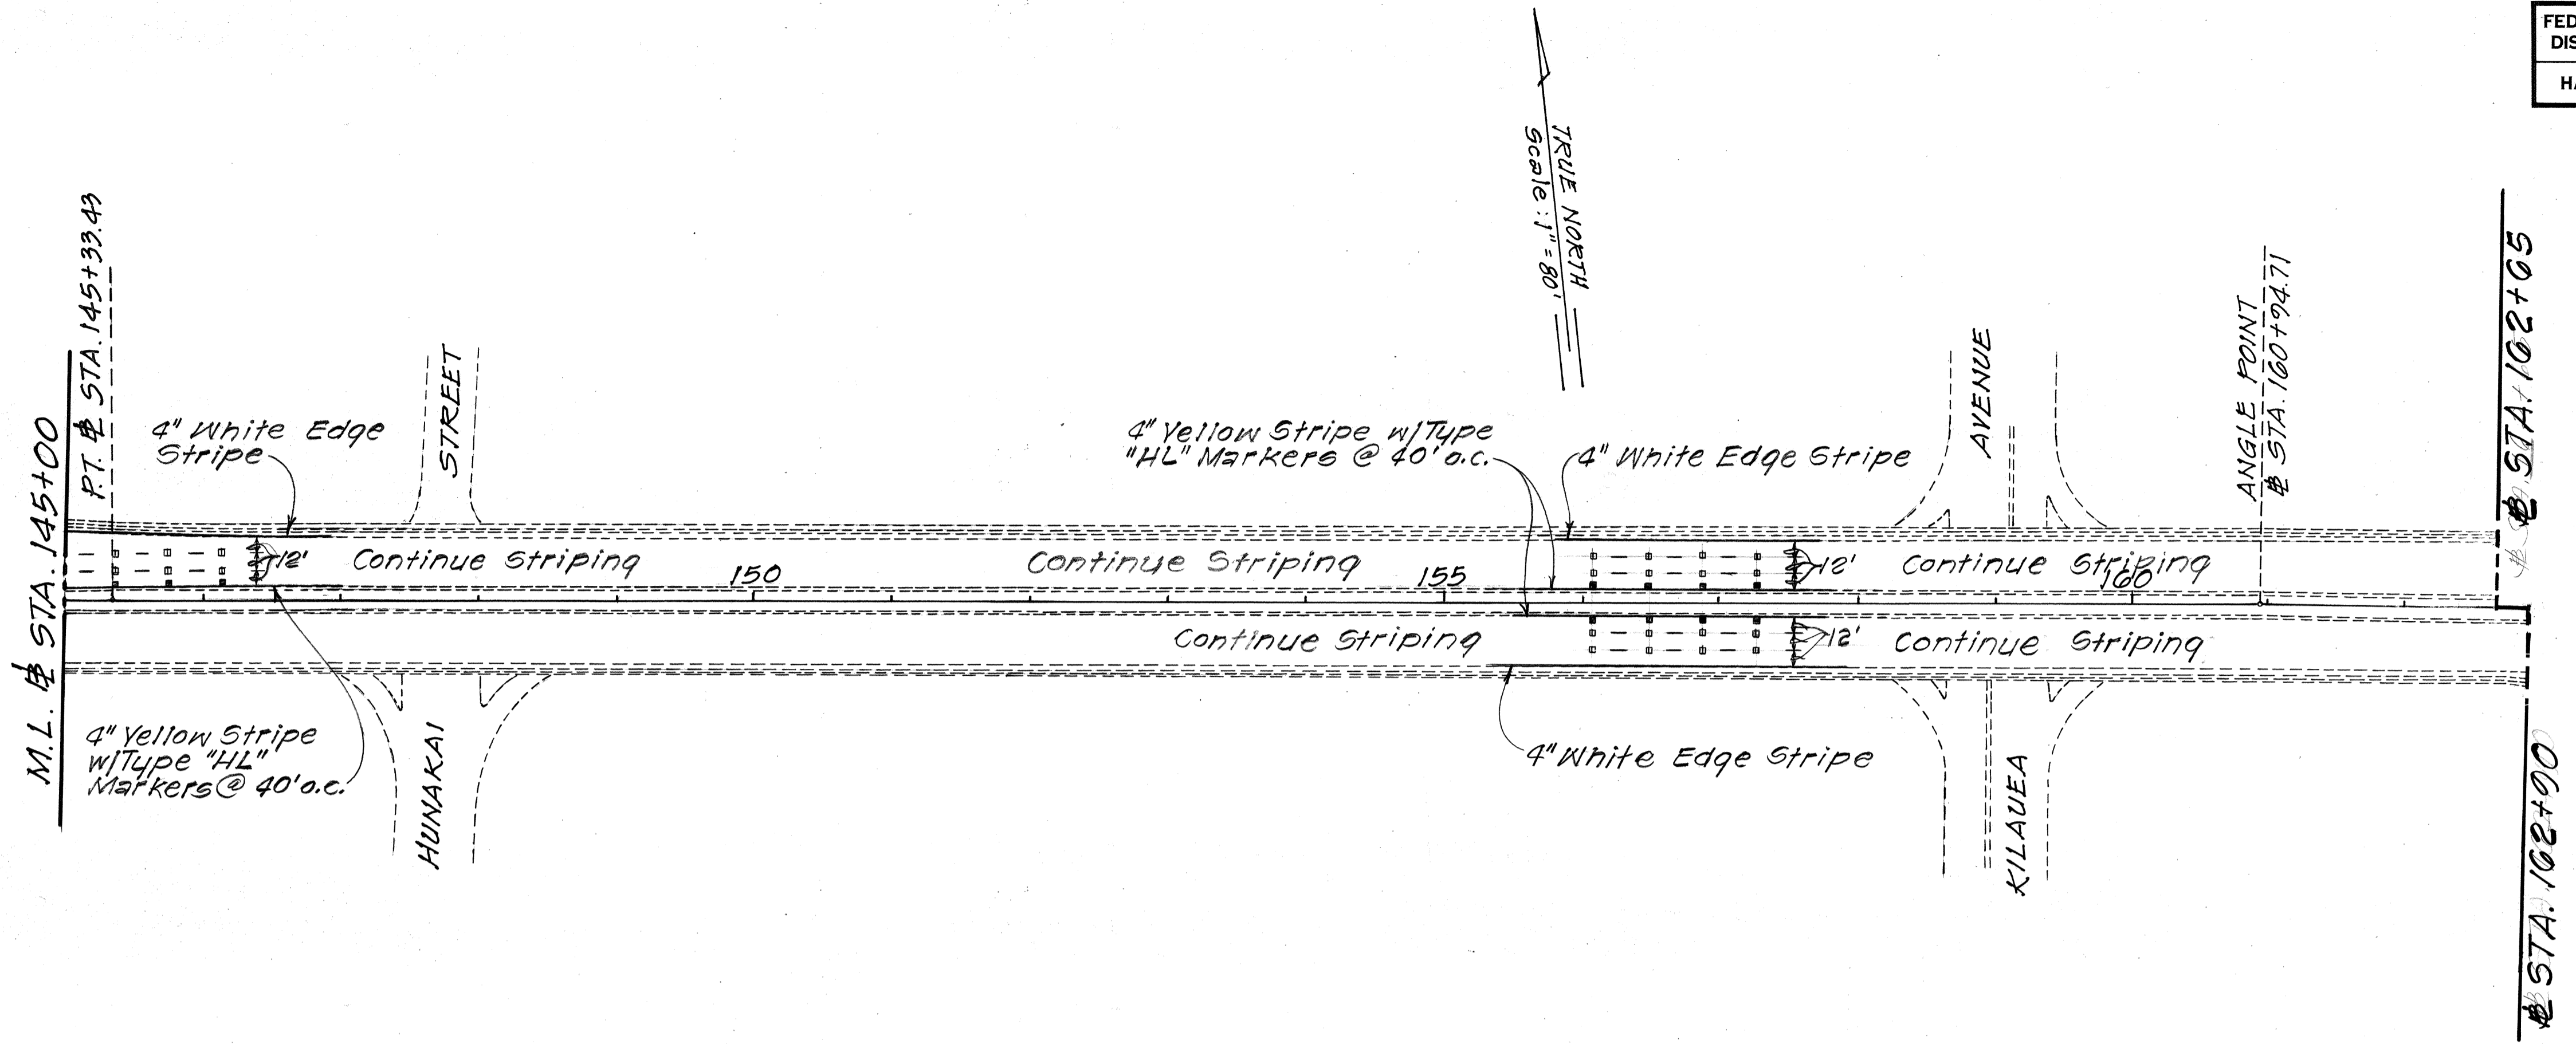 FED
DIS
HA
TRUE NORTH
Scale : 1" = 80'
M.L. ⅊ STA. 145+00
P.T. ⅊ STA. 145+33.43
4" White Edge
Stripe
STREET
4" Yellow Stripe w/Type
"HL" Markers @ 40' o.c.
4" White Edge Stripe
AVENUE
ANGLE POINT
⅊ STA. 160+94.71
⅊ STA. 162+65
12'
Continue Striping
150
Continue Striping
155
12'
Continue Striping
160
Continue Striping
12'
Continue Striping
4" Yellow Stripe
w/Type "HL"
Markers @ 40' o.c.
HUNAKAI
4" White Edge Stripe
KILAUEA
⅊ STA. 162+90